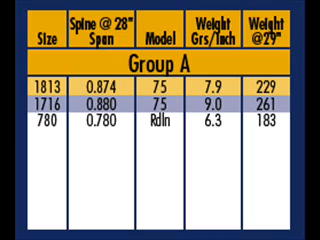 Size Spine @ 28" Span Model Weight Grs/Inch Weight @29"
Group A
1813 0.874 75 7.9 229
1716 0.880 75 9.0 261
780 0.780 Rdln 6.3 183